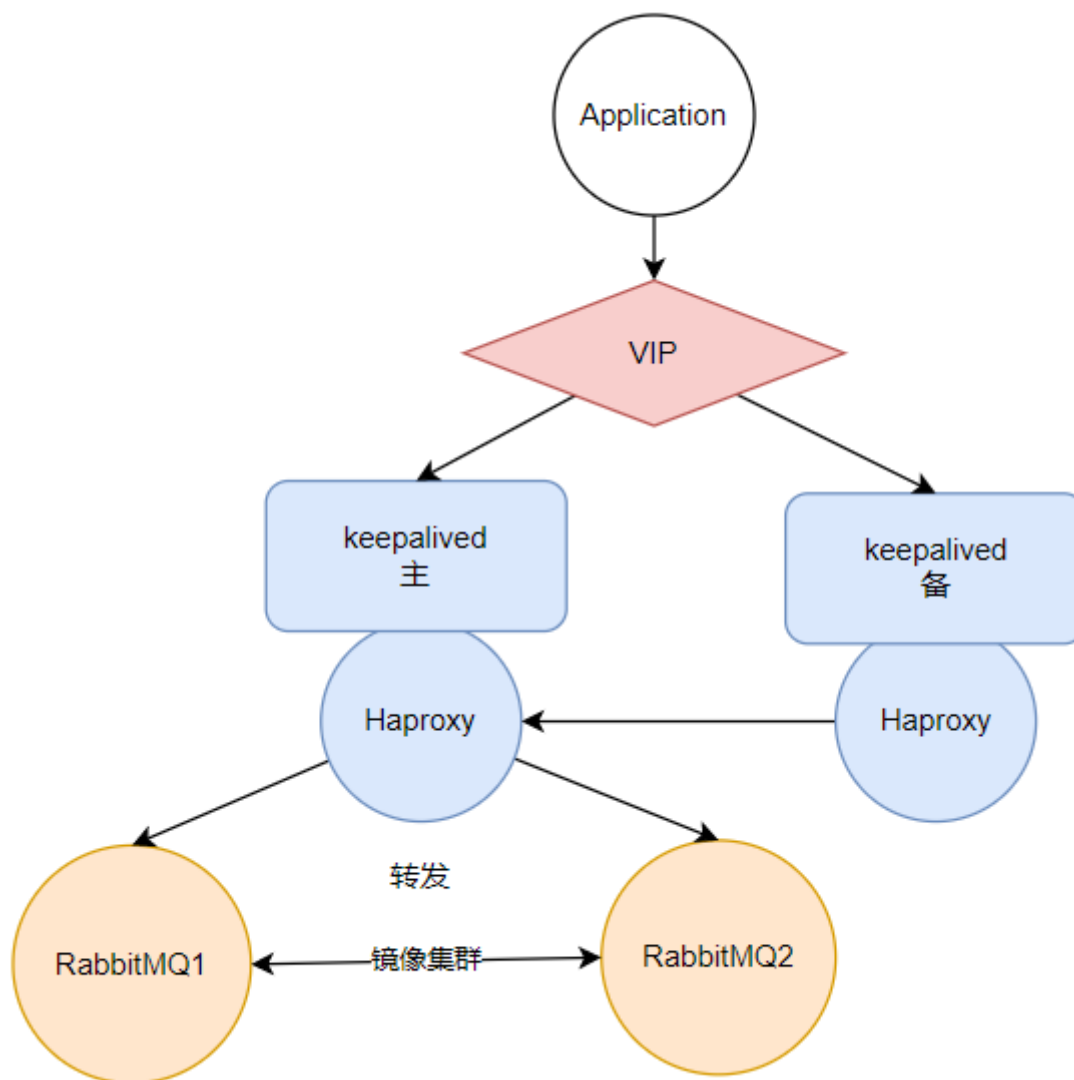 Application
VIP
keepalived
主
keepalived
备
Haproxy
Haproxy
转发
RabbitMQ1
镜像集群
RabbitMQ2